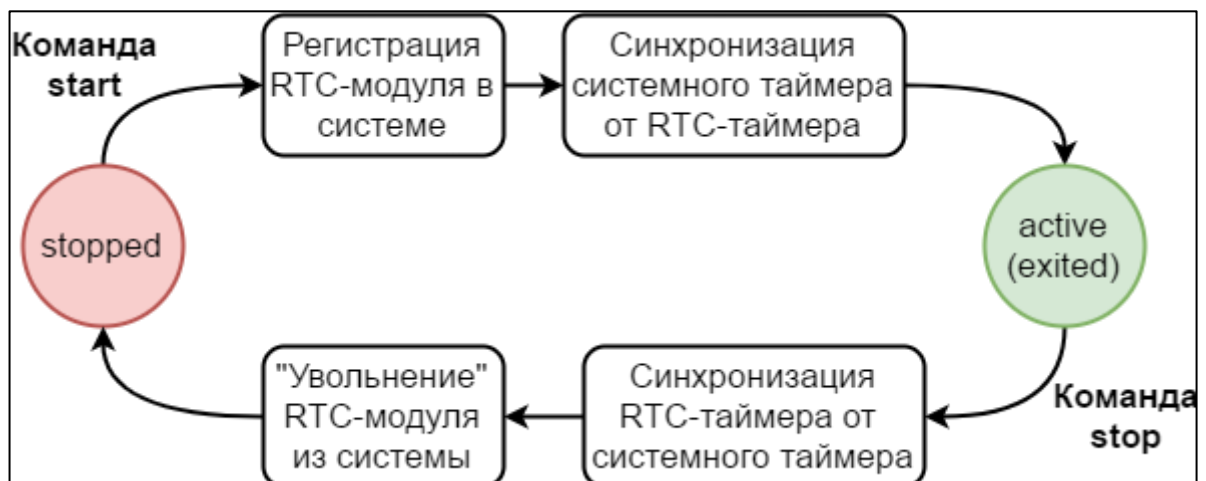 Команда
start
Регистрация
RTC-модуля в
системе
Синхронизация
системного таймера
от RTC-таймера
stopped
active
(exited)
"Увольнение"
RTC-модуля
из системы
Синхронизация
RTC-таймера от
системного таймера
Команда
stop